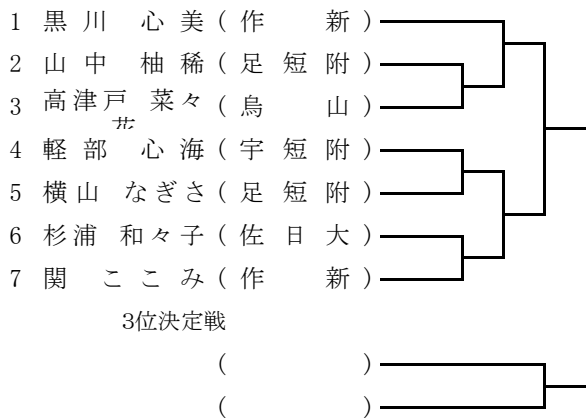 1 黒川 心美 (作 新)
2 山中 柚稀 (足短附)
3 高津戸 菜々花 (烏 山)
4 軽部 心海 (宇短附)
5 横山 なぎさ (足短附)
6 杉浦 和々子 (佐日大)
7 関 ここみ (作 新)
3位決定戦
( )
( )